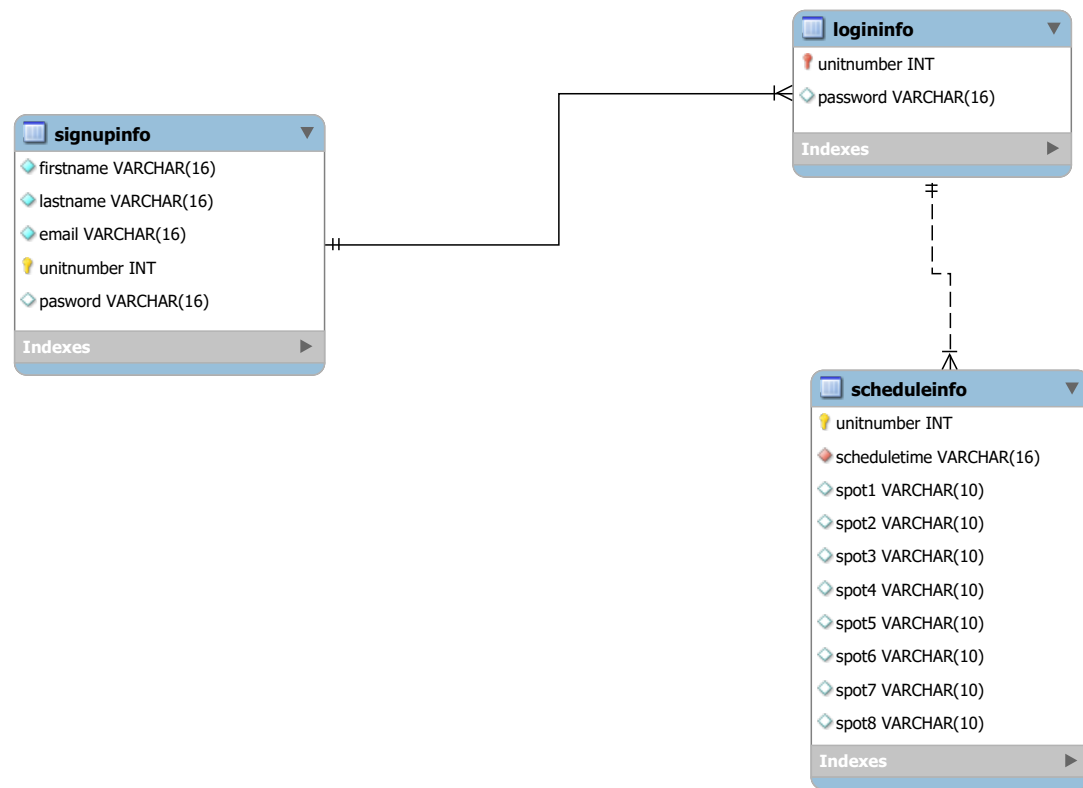 signupinfo
firstname VARCHAR(16)
lastname VARCHAR(16)
email VARCHAR(16)
unitnumber INT
pasword VARCHAR(16)
Indexes
logininfo
unitnumber INT
password VARCHAR(16)
Indexes
scheduleinfo
unitnumber INT
scheduletime VARCHAR(16)
spot1 VARCHAR(10)
spot2 VARCHAR(10)
spot3 VARCHAR(10)
spot4 VARCHAR(10)
spot5 VARCHAR(10)
spot6 VARCHAR(10)
spot7 VARCHAR(10)
spot8 VARCHAR(10)
Indexes